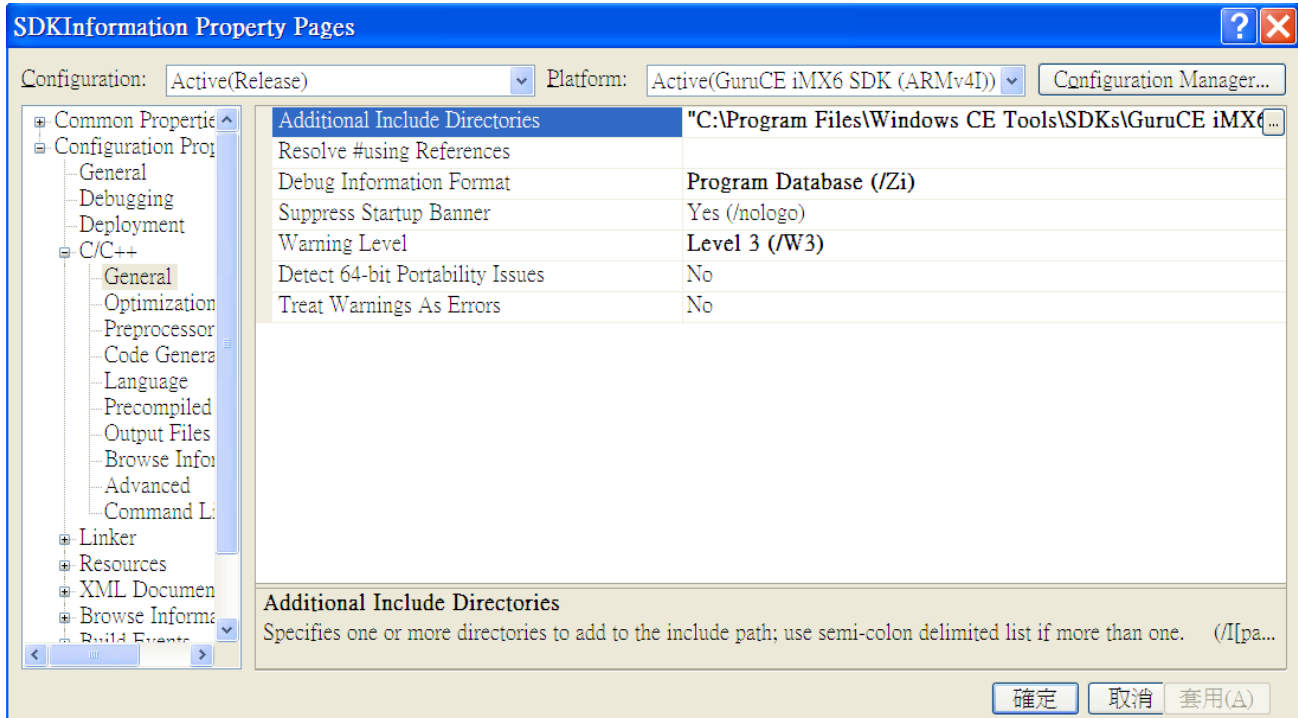 SDKInformation Property Pages
Configuration: Active(Release) Platform: Active(GuruCE iMX6 SDK (ARMv4I)) Configuration Manager...
Common Propertie
Configuration Prop
General
Debugging
Deployment
C/C++
General
Optimization
Preprocessor
Code Genera
Language
Precompiled
Output Files
Browse Infor
Advanced
Command Li
Linker
Resources
XML Documen
Browse Informa
Build Events
Additional Include Directories "C:\Program Files\Windows CE Tools\SDKs\GuruCE iMX6 ...
Resolve #using References
Debug Information Format Program Database (/Zi)
Suppress Startup Banner Yes (/nologo)
Warning Level Level 3 (/W3)
Detect 64-bit Portability Issues No
Treat Warnings As Errors No
Additional Include Directories
Specifies one or more directories to add to the include path; use semi-colon delimited list if more than one. (/I[pa...
確定 取消 套用(A)